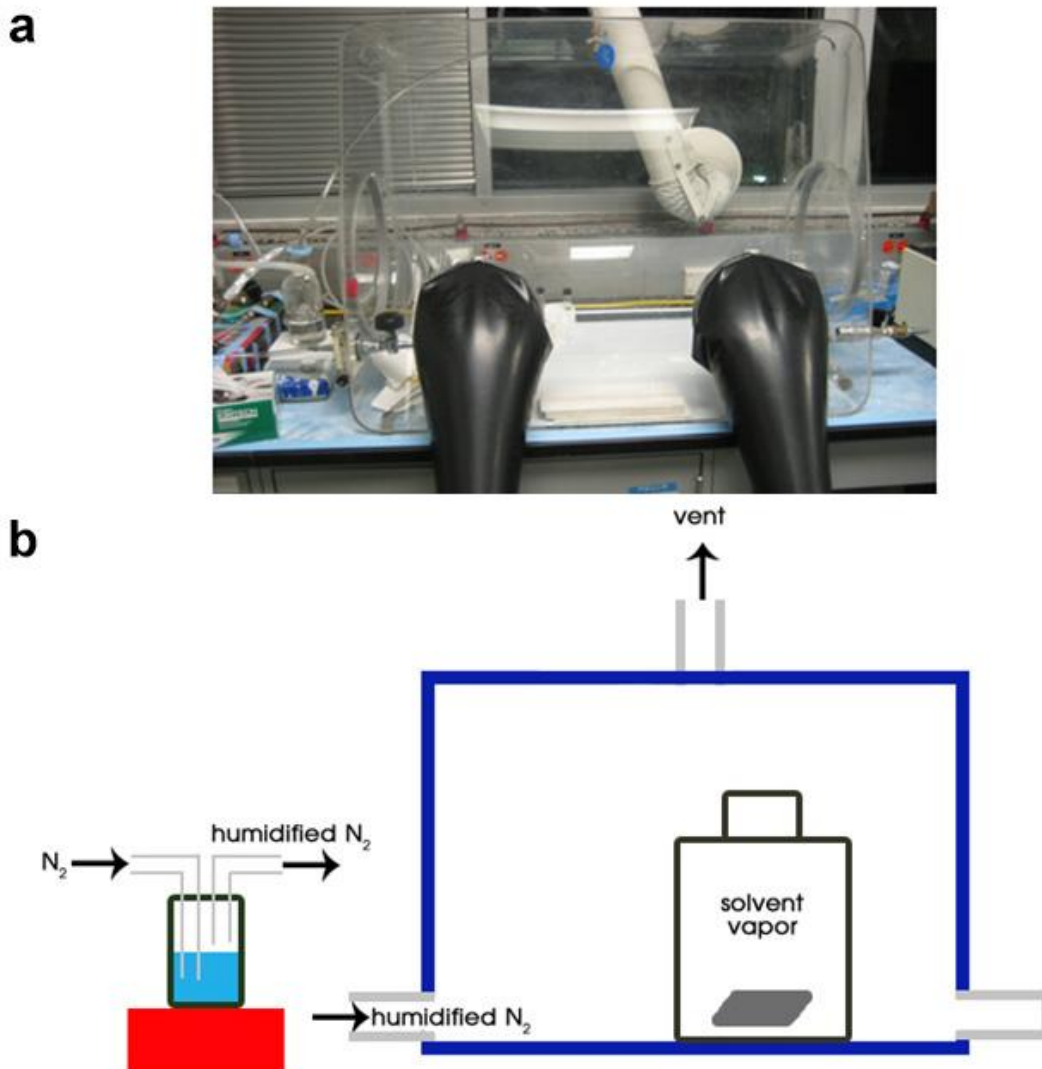 a
b
vent
humidified N₂
N₂
solvent
vapor
humidified N₂